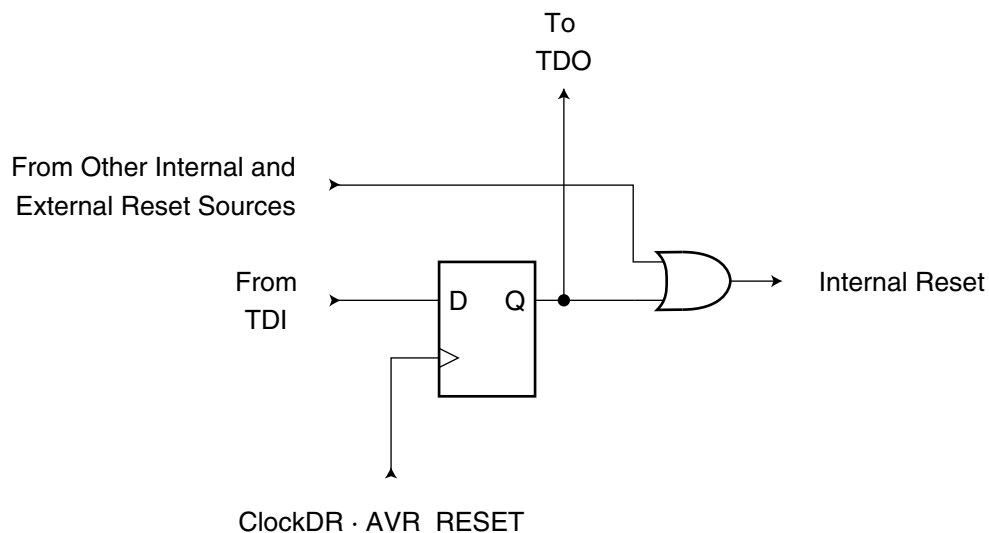 To
TDO
From Other Internal and
External Reset Sources
From
TDI
D
Q
Internal Reset
ClockDR · AVR RESET